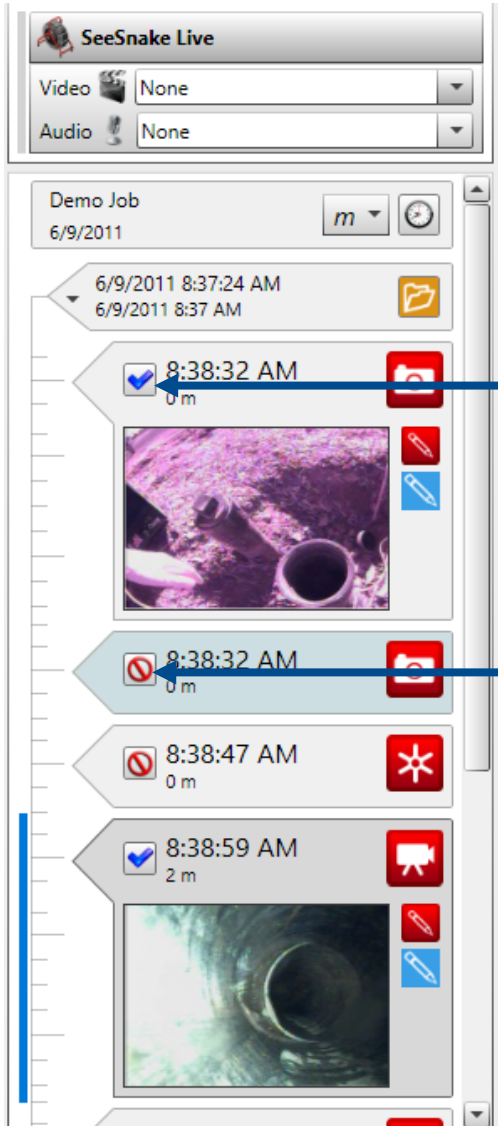 SeeSnake Live
Video None
Audio None
Demo Job
6/9/2011
m
6/9/2011 8:37:24 AM
6/9/2011 8:37 AM
8:38:32 AM
0 m
8:38:32 AM
0 m
8:38:47 AM
0 m
8:38:59 AM
2 m